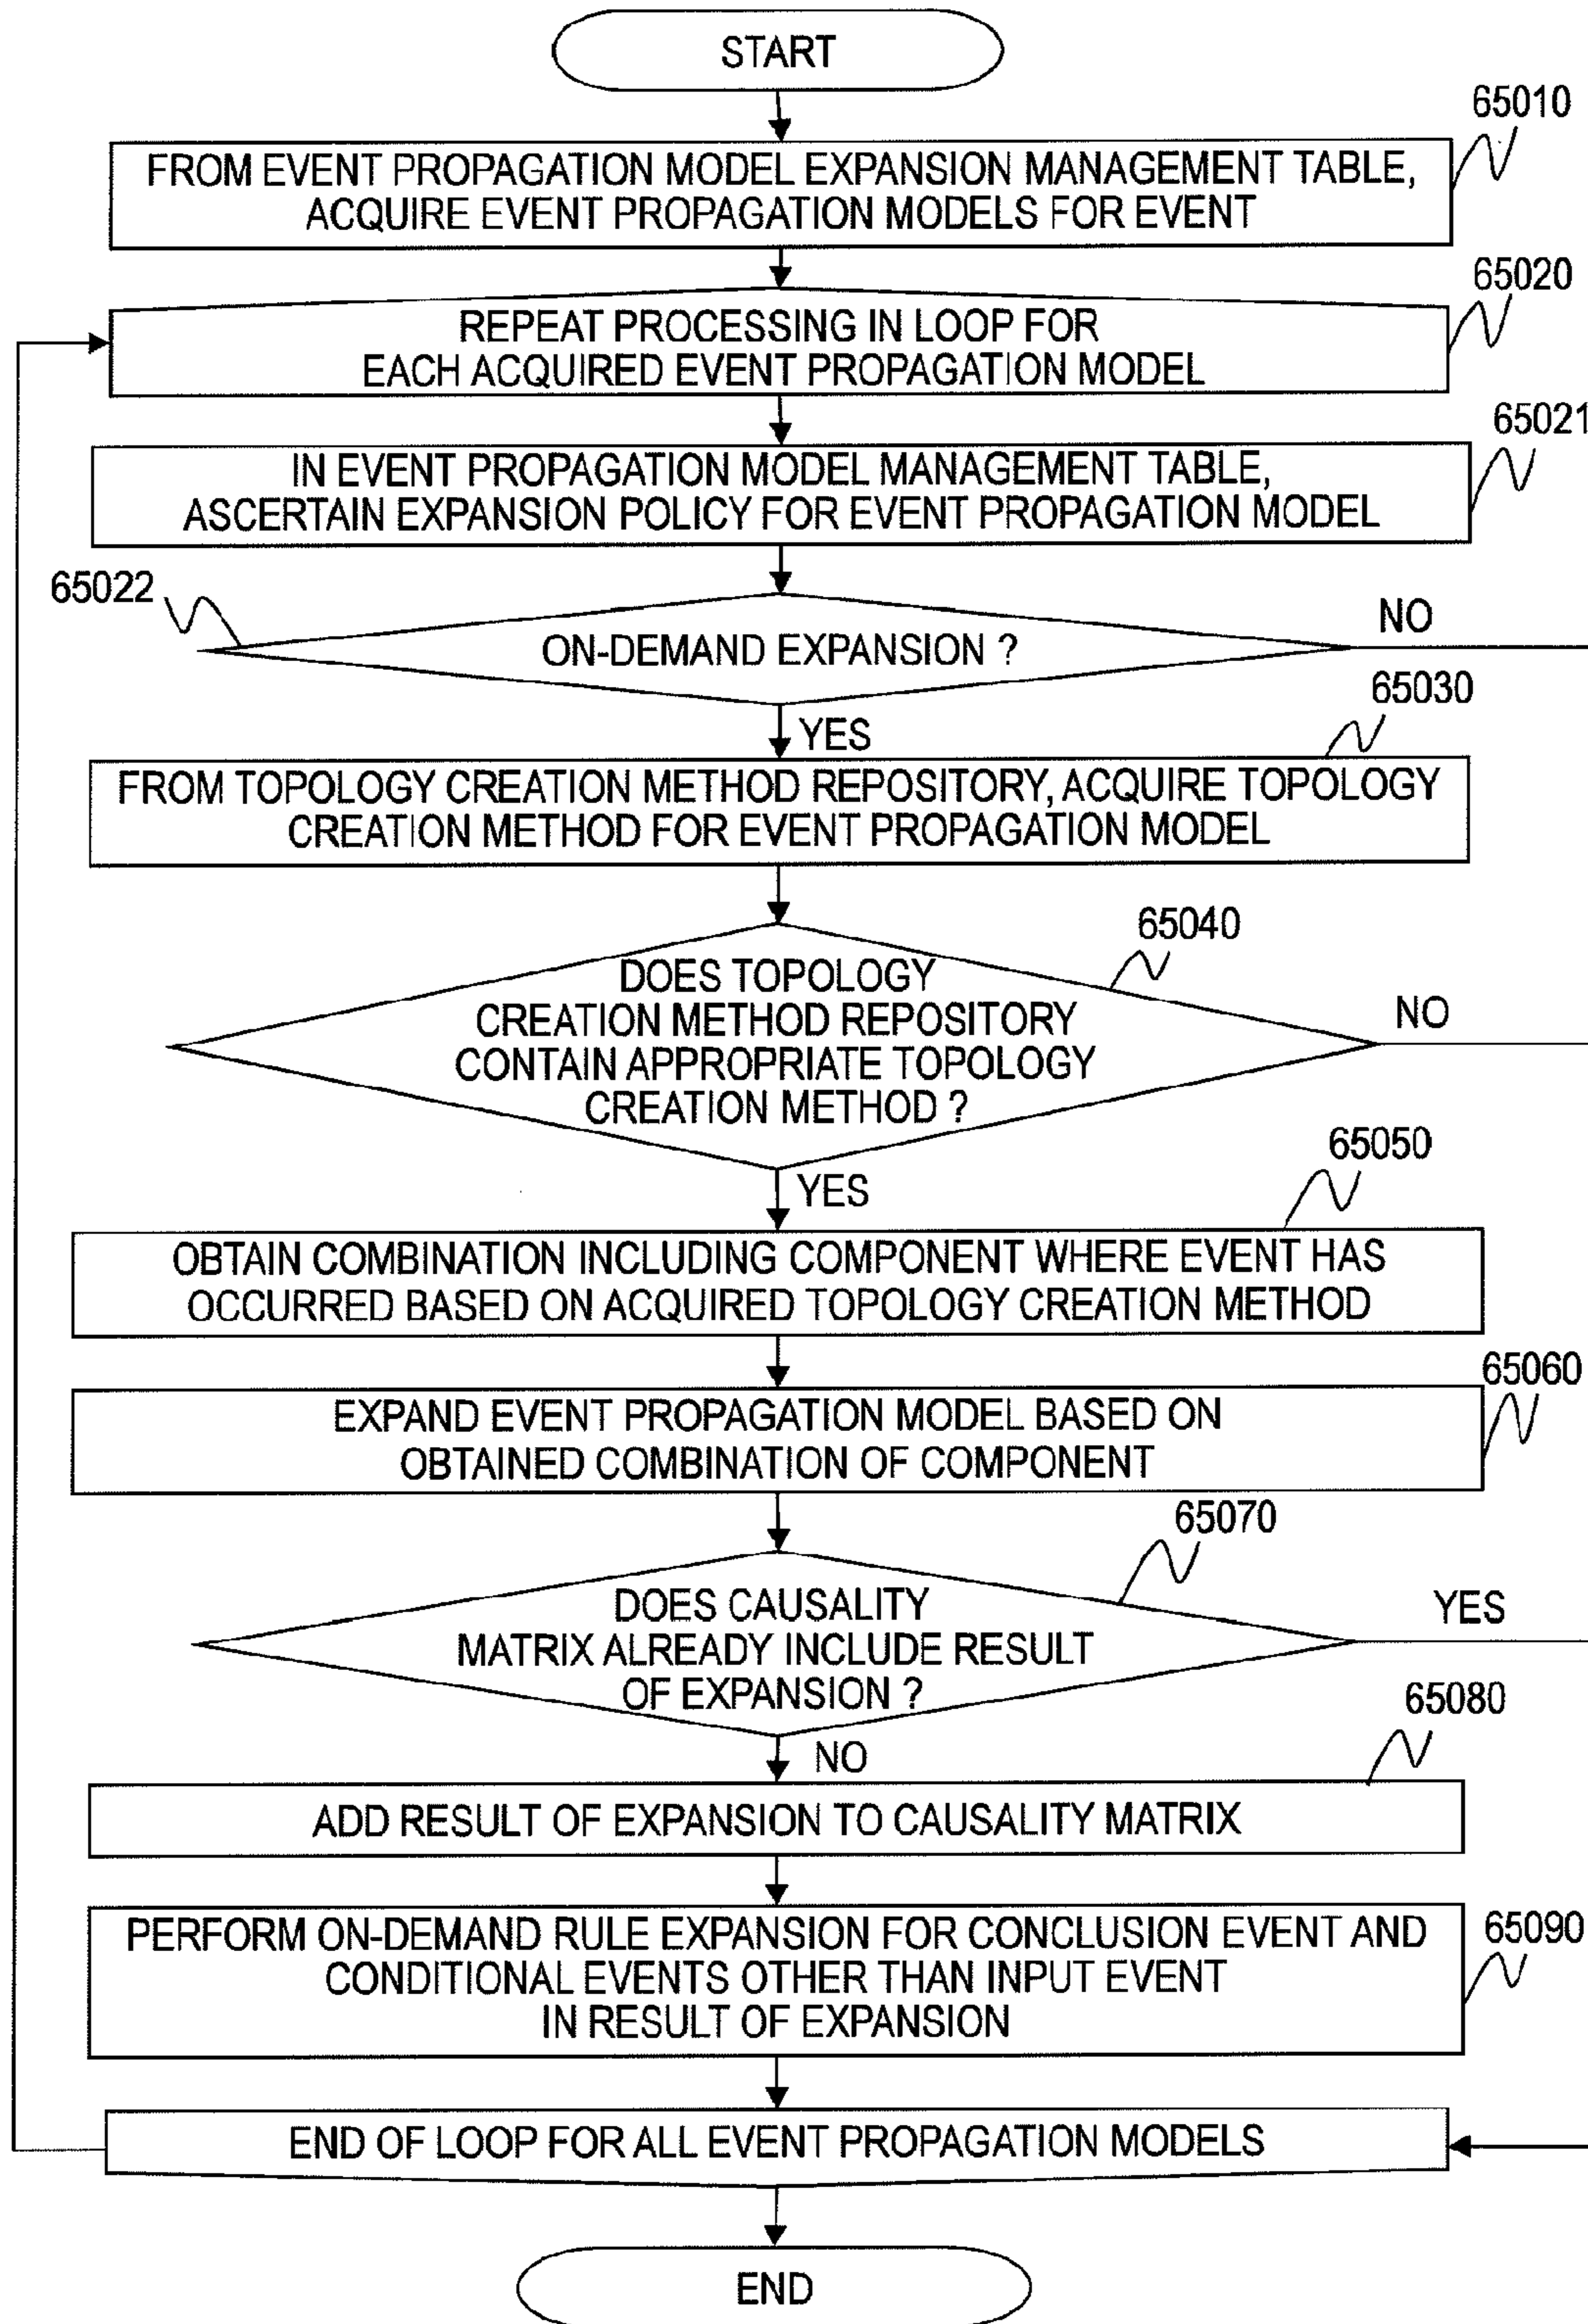 START
65010
FROM EVENT PROPAGATION MODEL EXPANSION MANAGEMENT TABLE,
ACQUIRE EVENT PROPAGATION MODELS FOR EVENT
65020
REPEAT PROCESSING IN LOOP FOR
EACH ACQUIRED EVENT PROPAGATION MODEL
65021
IN EVENT PROPAGATION MODEL MANAGEMENT TABLE,
ASCERTAIN EXPANSION POLICY FOR EVENT PROPAGATION MODEL
65022
ON-DEMAND EXPANSION ?
NO
YES
65030
FROM TOPOLOGY CREATION METHOD REPOSITORY, ACQUIRE TOPOLOGY
CREATION METHOD FOR EVENT PROPAGATION MODEL
65040
DOES TOPOLOGY
CREATION METHOD REPOSITORY
CONTAIN APPROPRIATE TOPOLOGY
CREATION METHOD ?
NO
YES
65050
OBTAIN COMBINATION INCLUDING COMPONENT WHERE EVENT HAS
OCCURRED BASED ON ACQUIRED TOPOLOGY CREATION METHOD
65060
EXPAND EVENT PROPAGATION MODEL BASED ON
OBTAINED COMBINATION OF COMPONENT
65070
DOES CAUSALITY
MATRIX ALREADY INCLUDE RESULT
OF EXPANSION ?
YES
NO
65080
ADD RESULT OF EXPANSION TO CAUSALITY MATRIX
65090
PERFORM ON-DEMAND RULE EXPANSION FOR CONCLUSION EVENT AND
CONDITIONAL EVENTS OTHER THAN INPUT EVENT
IN RESULT OF EXPANSION
END OF LOOP FOR ALL EVENT PROPAGATION MODELS
END